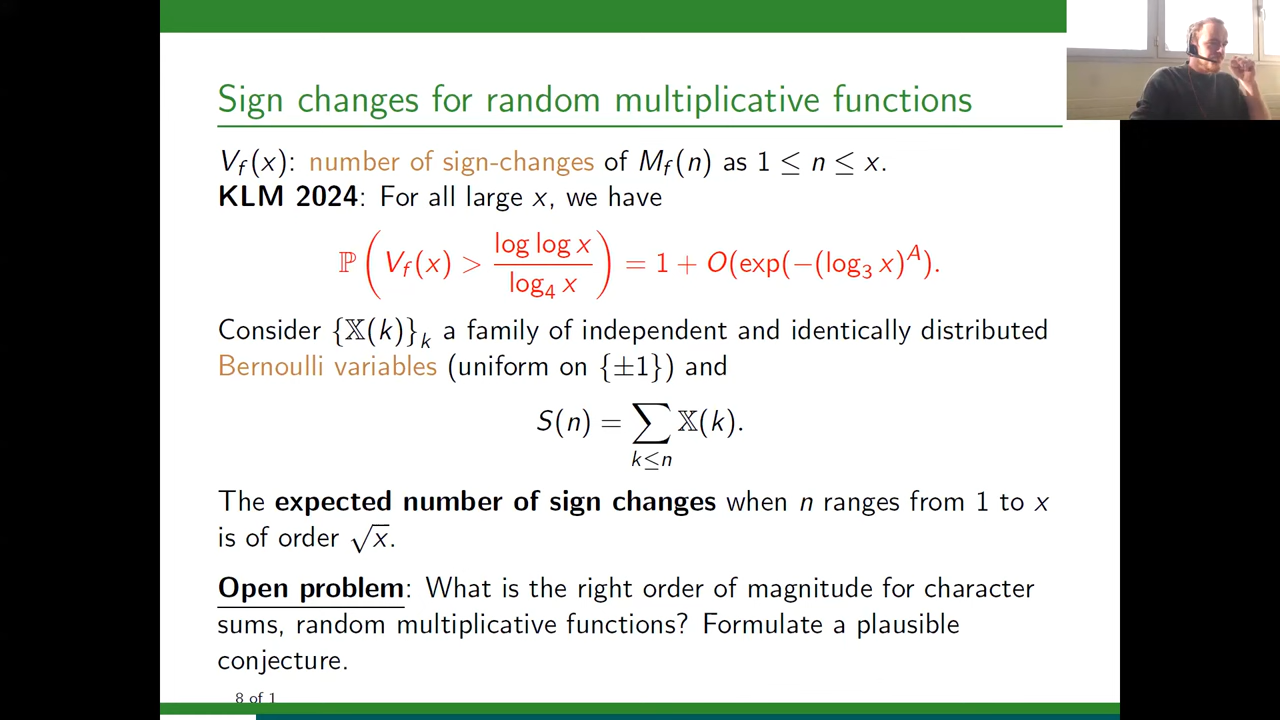 Sign changes for random multiplicative functions
V_f(x): number of sign-changes of M_f(n) as 1 ≤ n ≤ x.
KLM 2024: For all large x, we have
ℙ ( V_f(x) > log log x / log_4 x ) = 1 + O(exp(−(log_3 x)^A).
Consider {𝕏(k)}_k a family of independent and identically distributed
Bernoulli variables (uniform on {±1}) and
S(n) = ∑_{k≤n} 𝕏(k).
The expected number of sign changes when n ranges from 1 to x
is of order √x.
Open problem: What is the right order of magnitude for character
sums, random multiplicative functions? Formulate a plausible
conjecture.
8 of 1